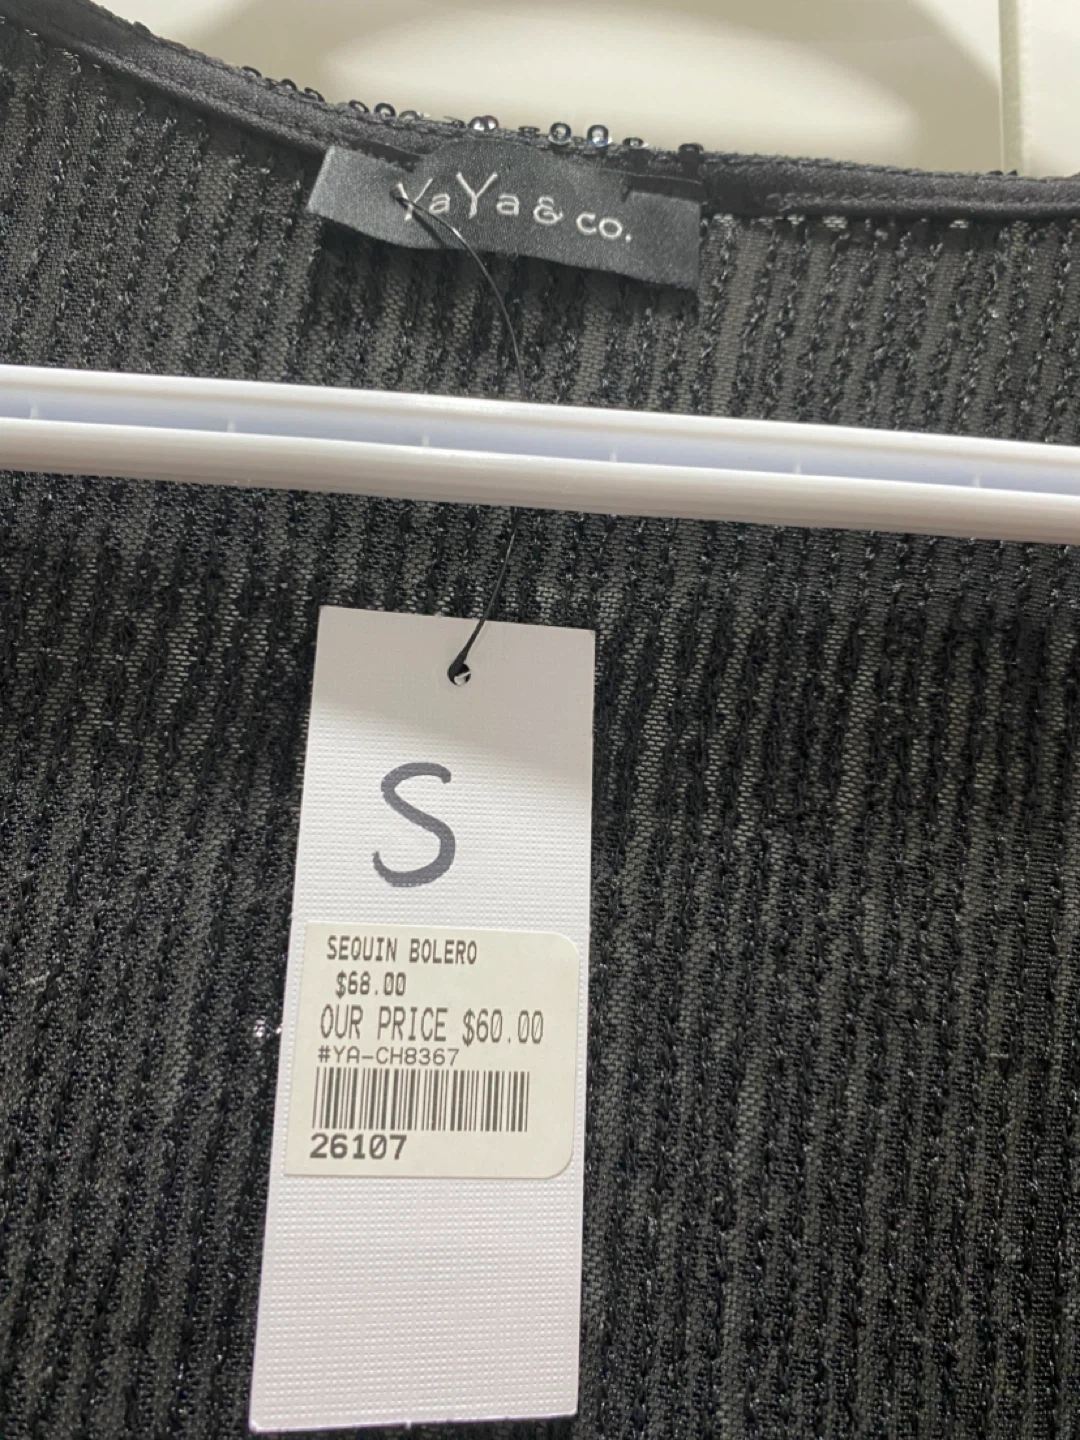 YaYa & co.
S
SEQUIN BOLERO
$68.00
OUR PRICE $60.00
#YA-CH8367
26107